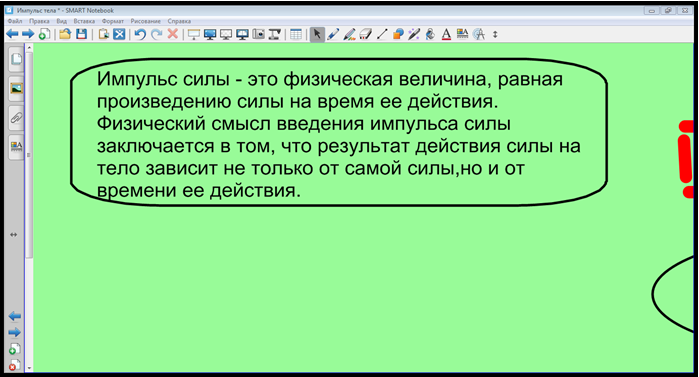 Импульс тела * - SMART Notebook
Файл Правка Вид Вставка Формат Рисование Справка
Импульс силы - это физическая величина, равная
произведению силы на время ее действия.
Физический смысл введения импульса силы
заключается в том, что результат действия силы на
тело зависит не только от самой силы,но и от
времени ее действия.